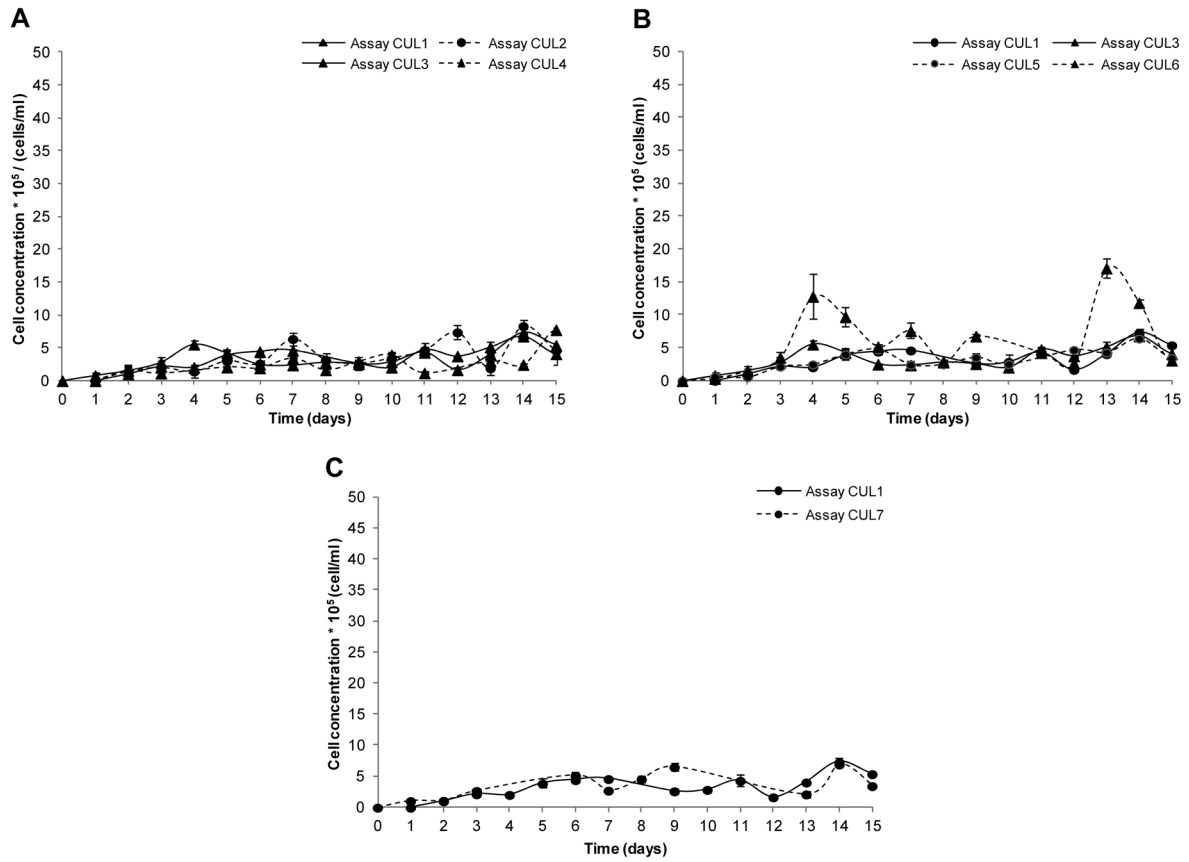 A
Assay CUL1 Assay CUL2
Assay CUL3 Assay CUL4
Cell concentration * 10⁵ / (cells/ml)
50
45
40
35
30
25
20
15
10
5
0
0 1 2 3 4 5 6 7 8 9 10 11 12 13 14 15
Time (days)
B
Assay CUL1 Assay CUL3
Assay CUL5 Assay CUL6
Cell concentration * 10⁵ (cells/ml)
50
45
40
35
30
25
20
15
10
5
0
0 1 2 3 4 5 6 7 8 9 10 11 12 13 14 15
Time (days)
C
Assay CUL1
Assay CUL7
Cell concentration * 10⁵ (cell/ml)
50
45
40
35
30
25
20
15
10
5
0
0 1 2 3 4 5 6 7 8 9 10 11 12 13 14 15
Time (days)